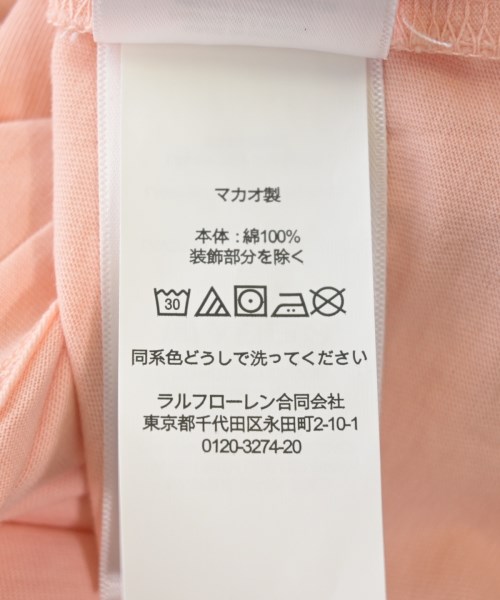 マカオ製
本体：綿100%
装飾部分を除く
30
同系色どうしで洗ってください
ラルフローレン合同会社
東京都千代田区永田町2-10-1
0120-3274-20